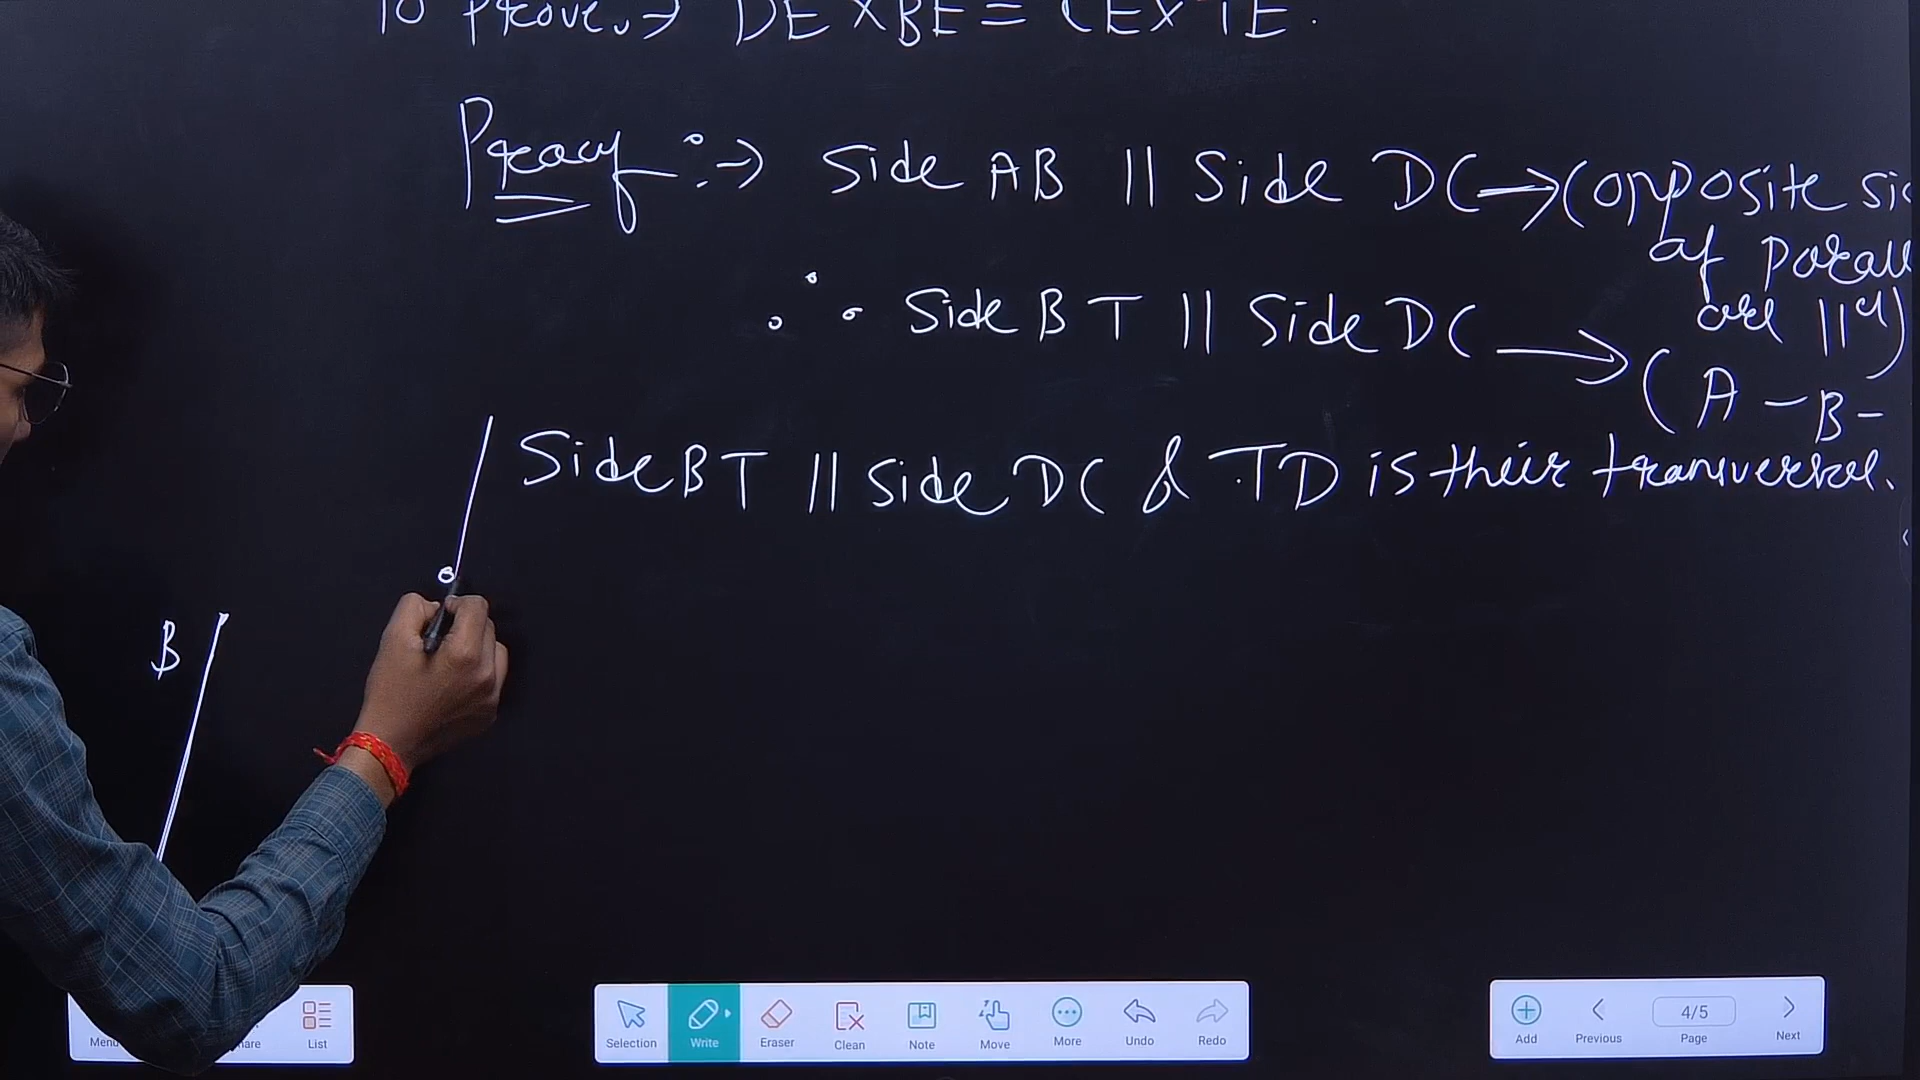 To Prove :→ DE × BE = CE × TE.
Proof :→ Side AB || Side DC → (opposite
of
are ||ly)
∴ Side BT || Side DC → (A - B -
Side BT || Side DC & TD is their transversal.
B
List
Selection
Write
Eraser
Clean
Note
Move
More
Undo
Redo
Add
Previous
4/5
Page
Next